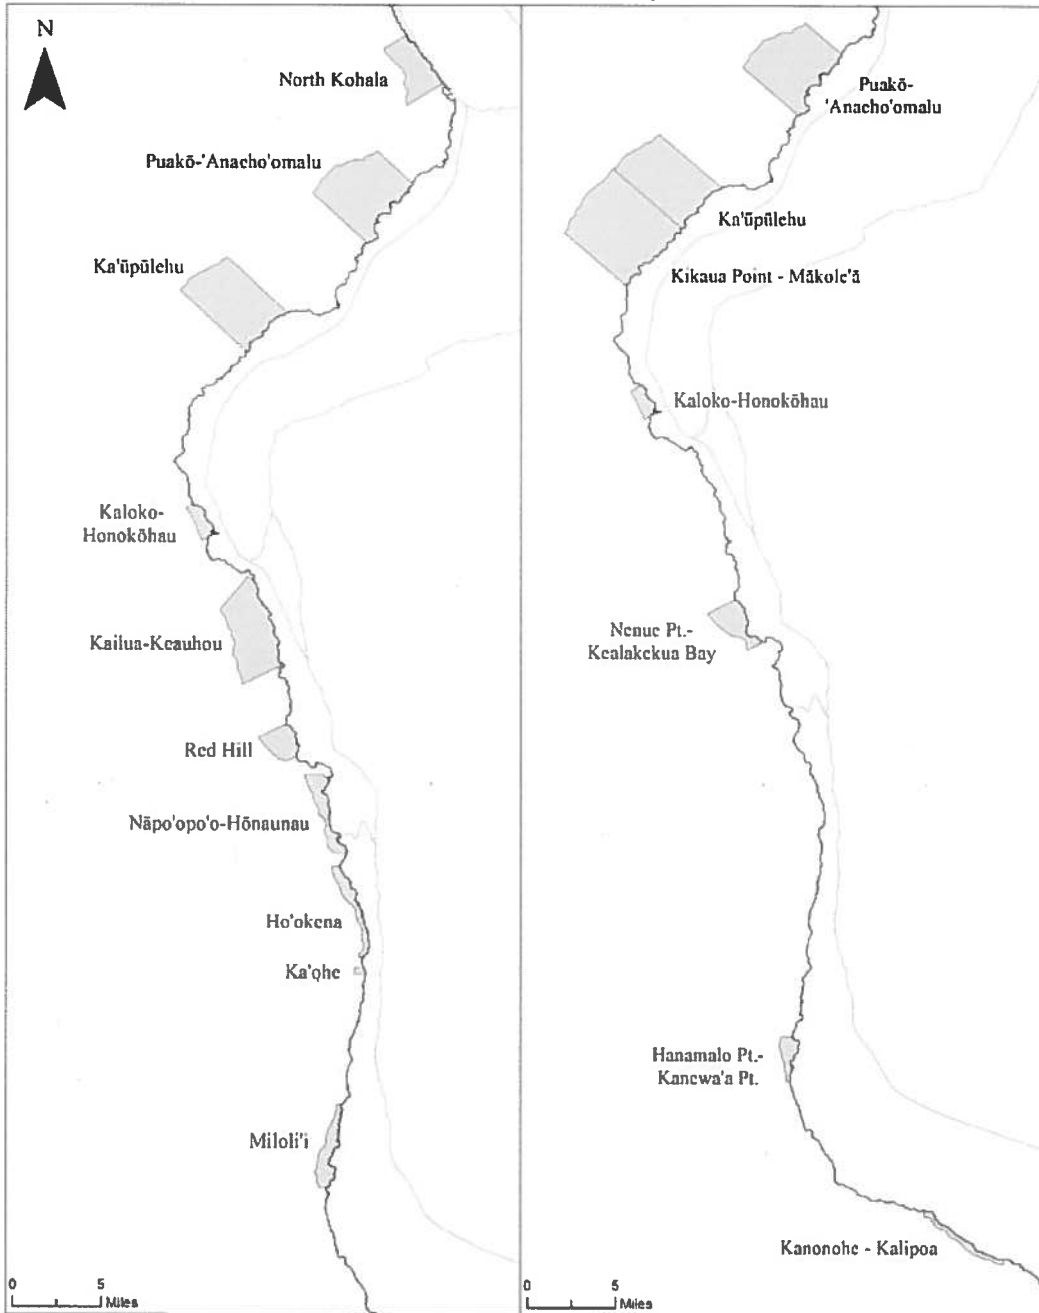 N
North Kohala
Puakō-'Anacho'omalu
Ka'ūpūlehu
Kaloko-
Honokōhau
Kailua-Keauhou
Red Hill
Nāpo'opo'o-Hōnaunau
Ho'okena
Ka'ohe
Miloli'i
0 5
Miles
Puakō-
'Anacho'omalu
Ka'ūpūlehu
Kikaua Point - Mākole'ā
Kaloko-Honokōhau
Nenue Pt.-
Kealakekua Bay
Hanamalo Pt.-
Kanewa'a Pt.
Kanonohe - Kalipoa
0 5
Miles